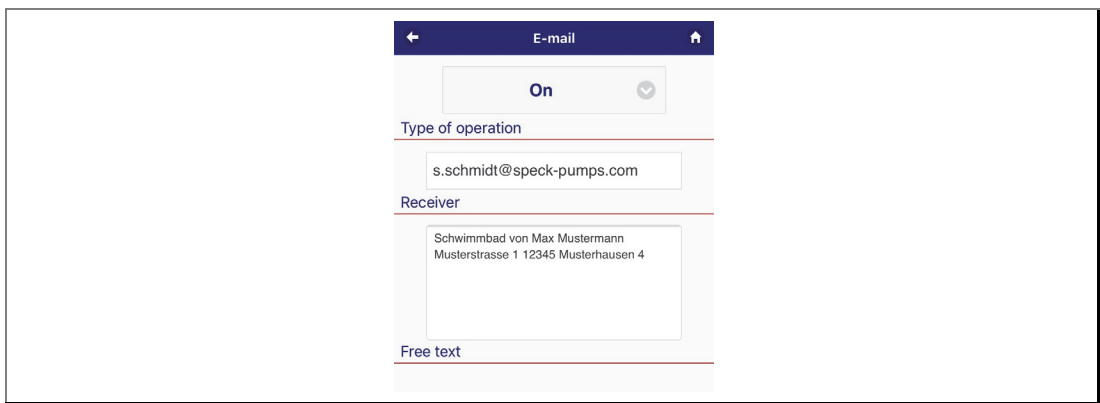 E-mail
On
Type of operation
s.schmidt@speck-pumps.com
Receiver
Schwimmbad von Max Mustermann
Musterstrasse 1 12345 Musterhausen 4
Free text